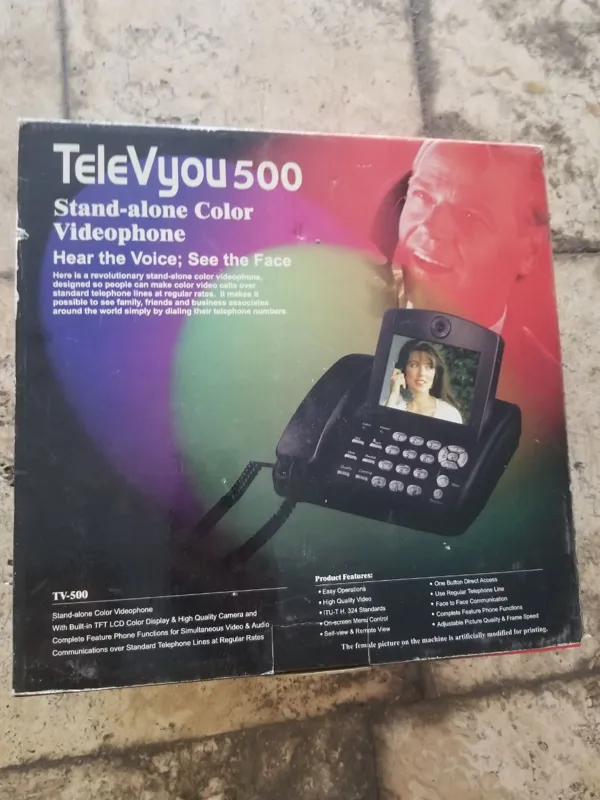 TeleVyou 500
Stand-alone Color
Videophone
Hear the Voice; See the Face
Here is a revolutionary stand-alone color videophone,
designed so people can make color video calls over
standard telephone lines at regular rates. It makes it
possible to see family, friends and business associates
around the world simply by dialing their telephone numbers.
TV-500
Stand-alone Color Videophone
With Built-in TFT LCD Color Display & High Quality Camera and
Complete Feature Phone Functions for Simultaneous Video & Audio
Communications over Standard Telephone Lines at Regular Rates
Product Features:
• Easy Operations
• High Quality Video
• ITU-T H. 324 Standards
• On-screen Menu Control
• Self-view & Remote View
• One Button Direct Access
• Use Regular Telephone Line
• Face to Face Communication
• Complete Feature Phone Functions
• Adjustable Picture Quality & Frame Speed
The female picture on the machine is artificially modified for printing.